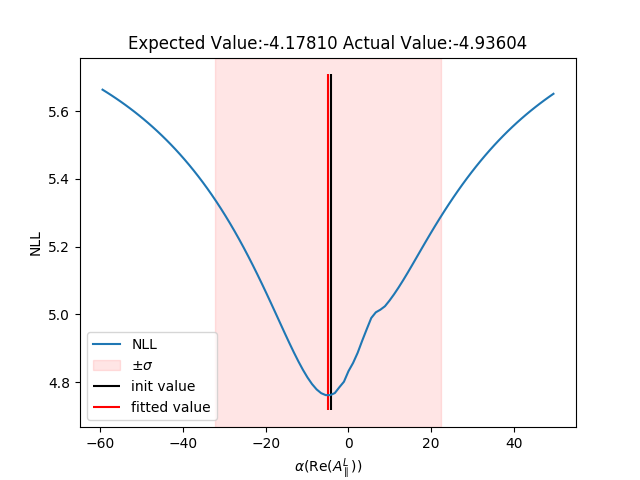 Expected Value:-4.17810 Actual Value:-4.93604
NLL
5.6
5.4
5.2
5.0
4.8
NLL
±σ
init value
fitted value
−60 −40 −20 0 20 40
α(Re(A∥^L))